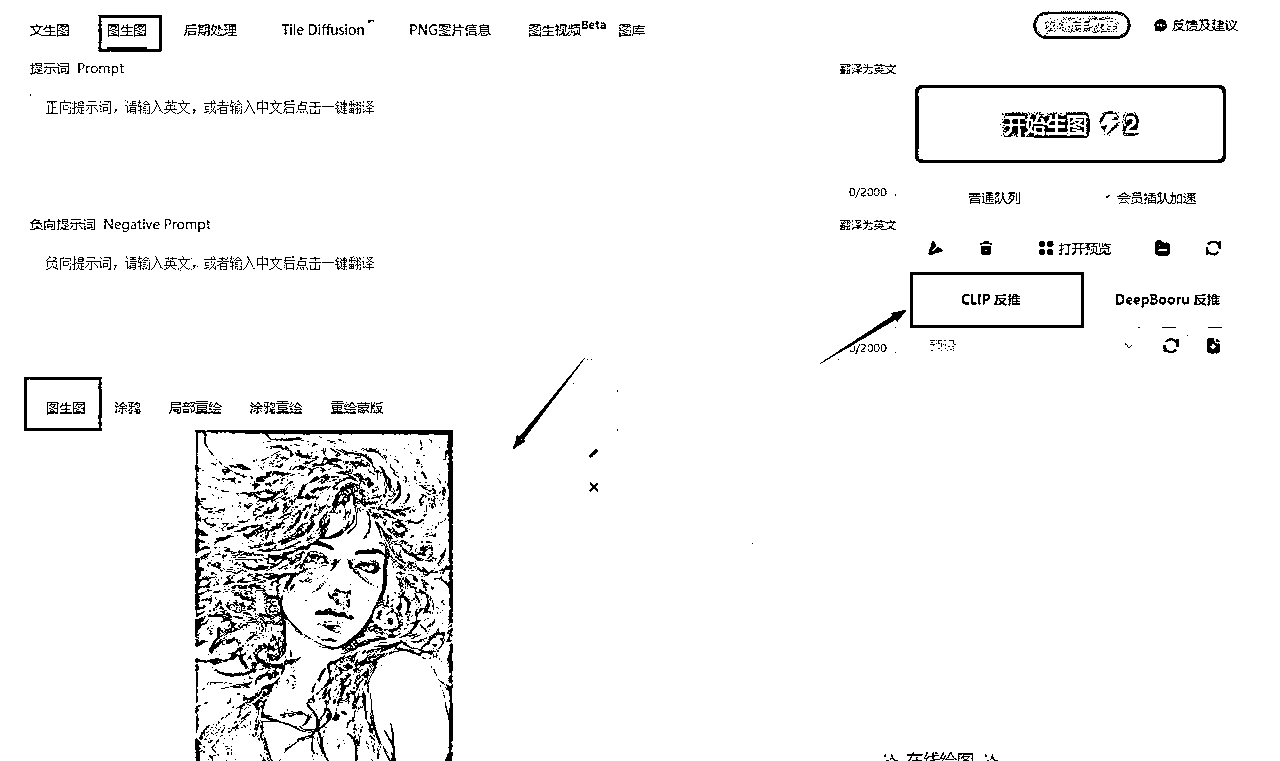 文生图 图生图 后期处理 Tile Diffusion PNG图片信息 图生视频Beta 图库 反馈及建议
提示词 Prompt 翻译为英文
正向提示词，请输入英文，或者输入中文后点击一键翻译
开始生图 2
0/2000 普通队列 会员插队加速
负向提示词 Negative Prompt 翻译为英文
负向提示词，请输入英文，或者输入中文后点击一键翻译 打开预览
CLIP 反推 DeepBooru 反推
0/2000
图生图 涂鸦 局部重绘 涂鸦重绘 重绘蒙版
在线绘图